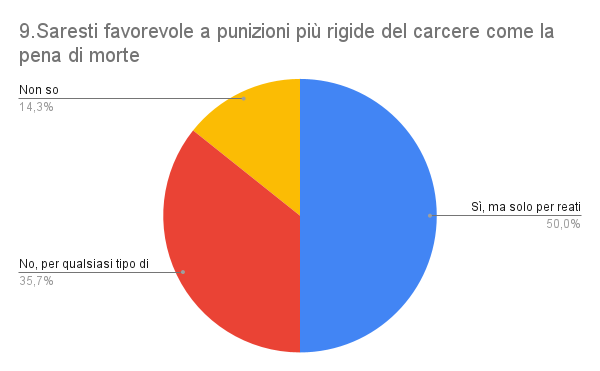 9.Saresti favorevole a punizioni più rigide del carcere come la
pena di morte
Non so
14,3%
Sì, ma solo per reati
50,0%
No, per qualsiasi tipo di
35,7%